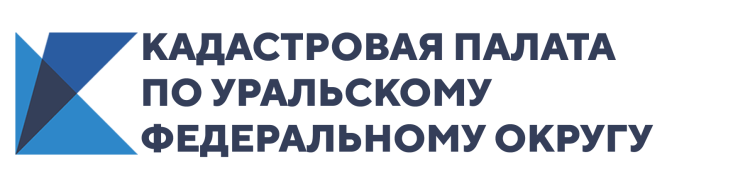 КАДАСТРОВАЯ ПАЛАТА
ПО УРАЛЬСКОМУ
ФЕДЕРАЛЬНОМУ ОКРУГУ